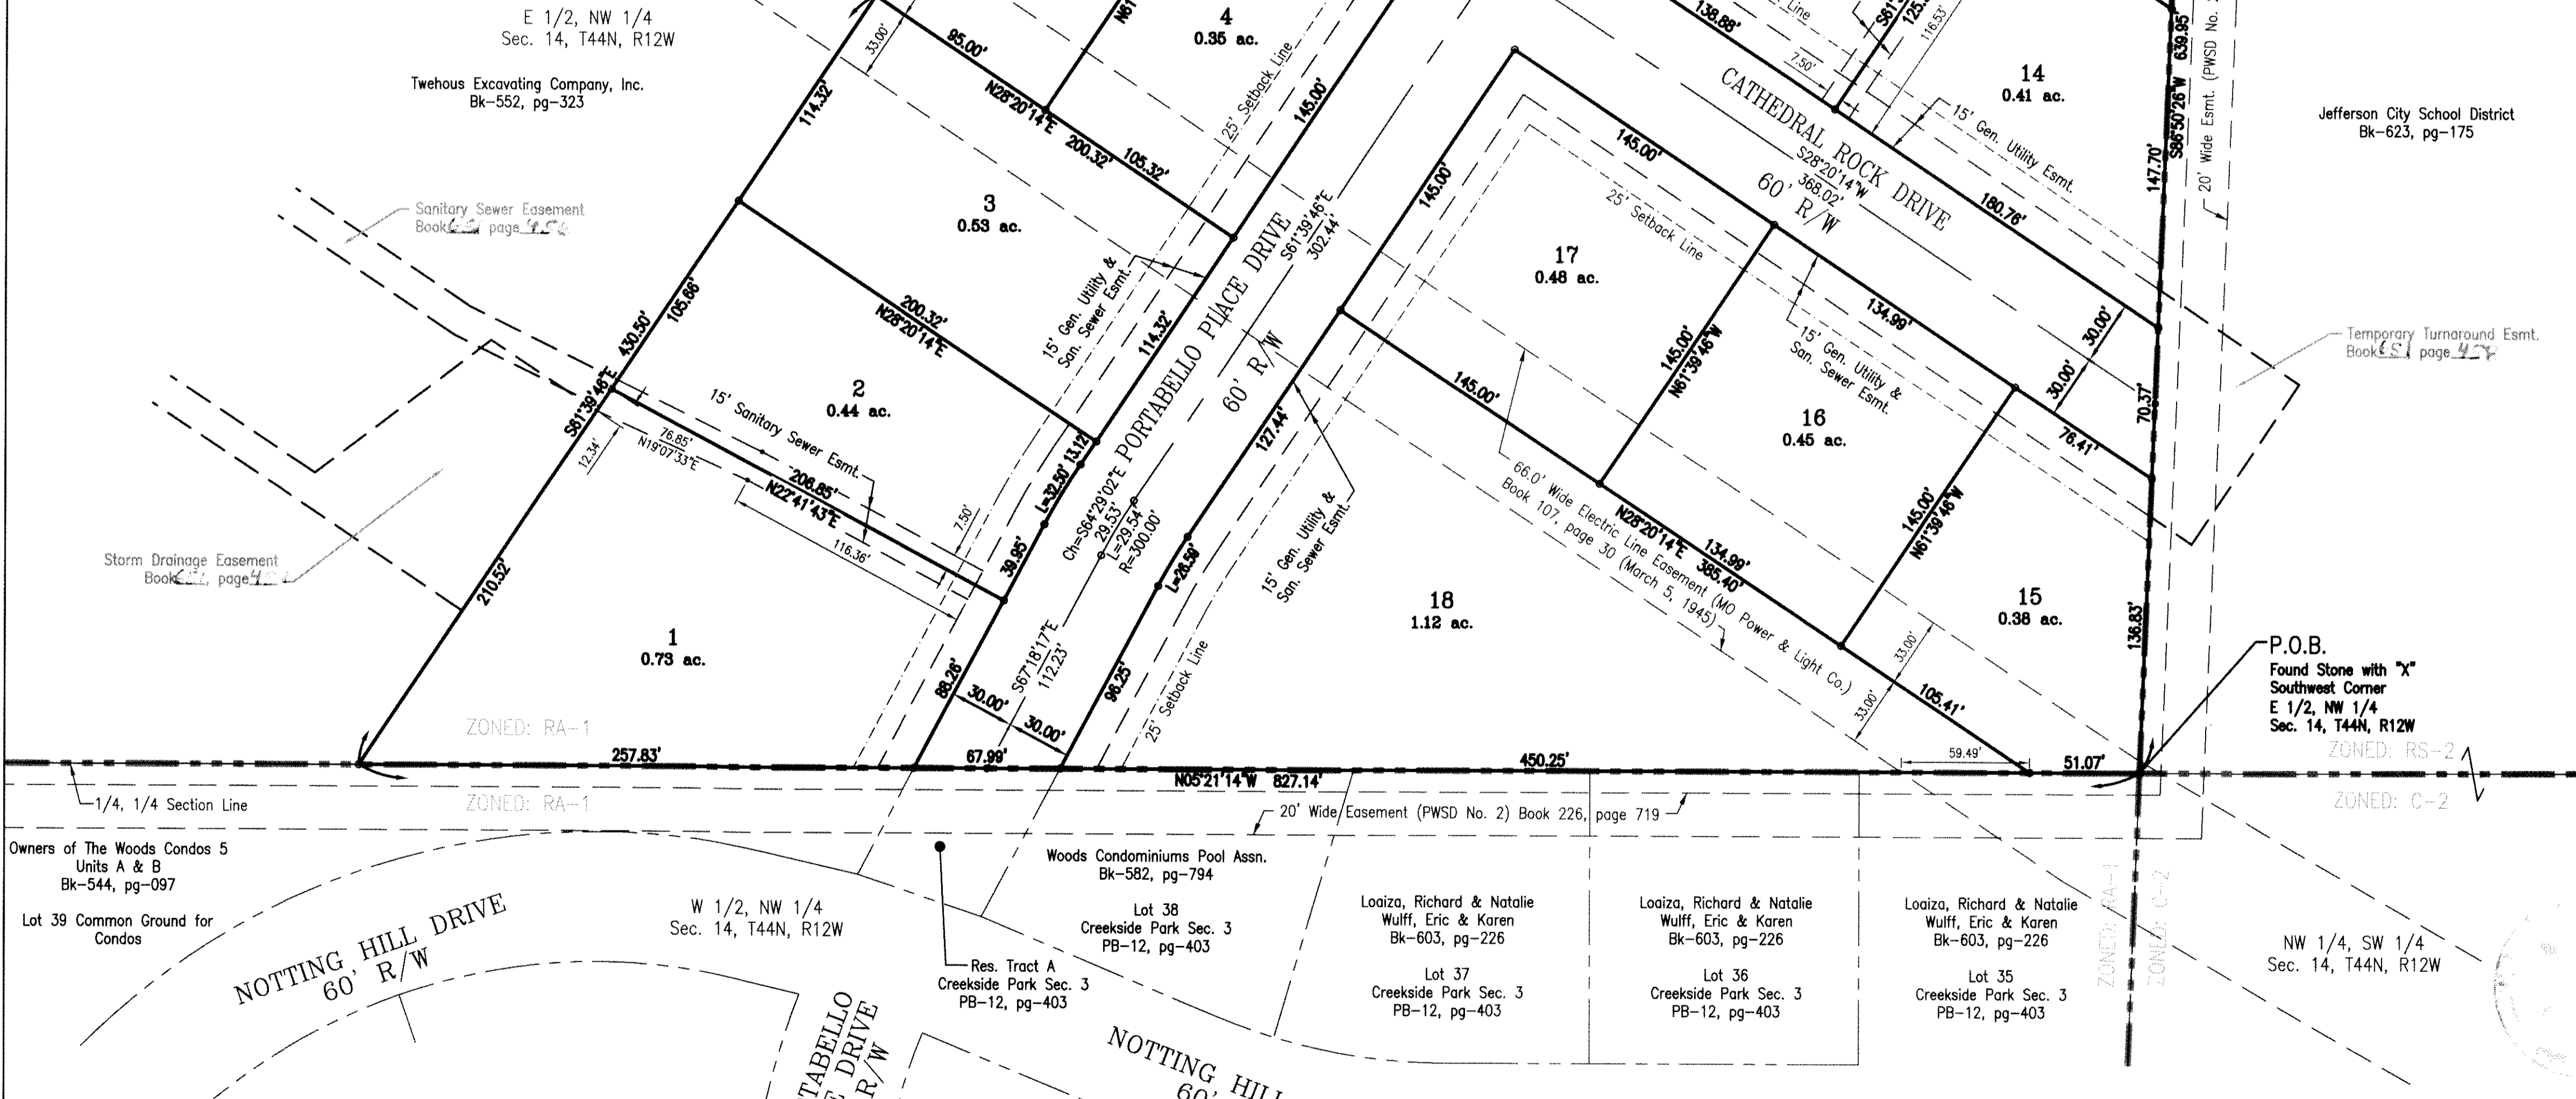 E 1/2, NW 1/4
Sec. 14, T44N, R12W
Twehous Excavating Company, Inc.
Bk-552, pg-323
Sanitary Sewer Easement
Book 651 page
Storm Drainage Easement
Book page
33.00'
95.00'
N28°20'14"E
200.32'
105.32'
114.32'
4
0.35 ac.
N61°
25' Setback Line
145.00'
3
0.53 ac.
200.32'
N28°20'14"E
430.50'
105.66'
S61°39'46"E
12.34'
210.52'
2
0.44 ac.
15' Sanitary Sewer Esmt.
76.85'
N19°07'33"E
206.85'
N22°41'43"E
116.36'
7.50'
15' Gen. Utility &
San. Sewer Esmt.
114.32'
13.12'
L=32.50'
39.95'
88.26'
1
0.73 ac.
PORTABELLO PLACE DRIVE
60' R/W
S61°39'46"E
302.44'
Ch=S64°29'02"E
29.53'
L=29.54'
R=300.00'
S67°18'17"E
112.23'
30.00'
30.00'
145.00'
127.44'
L=26.59'
96.25'
25' Setback Line
15' Gen. Utility &
San. Sewer Esmt.
138.88'
Line
S61°
125.
116.53'
7.50'
14
0.41 ac.
15' Gen. Utility Esmt.
CATHEDRAL ROCK DRIVE
S28°20'14"W
368.02'
60' R/W
180.76'
147.70'
S86°50'26"W 639.95'
20' Wide Esmt. (PWSD No.
Jefferson City School District
Bk-623, pg-175
17
0.48 ac.
145.00'
25' Setback Line
145.00'
145.00'
N61°39'46"W
134.99'
15' Gen. Utility &
San. Sewer Esmt.
16
0.45 ac.
30.00'
30.00'
70.37'
76.41'
Temporary Turnaround Esmt.
Book 651 page
66.0' Wide Electric Line Easement (MO Power & Light Co.)
Book 107, page 30 (March 5, 1945)
N28°20'14"E
134.99'
385.40'
145.00'
N61°39'46"W
15
0.38 ac.
136.83'
33.00'
33.00'
105.41'
18
1.12 ac.
P.O.B.
Found Stone with "X"
Southwest Corner
E 1/2, NW 1/4
Sec. 14, T44N, R12W
ZONED: RA-1
ZONED: RS-2
257.83'
67.99'
450.25'
59.49'
51.07'
N05°21'14"W 827.14'
1/4, 1/4 Section Line
ZONED: RA-1
ZONED: C-2
20' Wide Easement (PWSD No. 2) Book 226, page 719
Owners of The Woods Condos 5
Units A & B
Bk-544, pg-097
Lot 39 Common Ground for
Condos
NOTTING HILL DRIVE
60' R/W
W 1/2, NW 1/4
Sec. 14, T44N, R12W
Res. Tract A
Creekside Park Sec. 3
PB-12, pg-403
Woods Condominiums Pool Assn.
Bk-582, pg-794
Lot 38
Creekside Park Sec. 3
PB-12, pg-403
Loaiza, Richard & Natalie
Wulff, Eric & Karen
Bk-603, pg-226
Lot 37
Creekside Park Sec. 3
PB-12, pg-403
Loaiza, Richard & Natalie
Wulff, Eric & Karen
Bk-603, pg-226
Lot 36
Creekside Park Sec. 3
PB-12, pg-403
Loaiza, Richard & Natalie
Wulff, Eric & Karen
Bk-603, pg-226
Lot 35
Creekside Park Sec. 3
PB-12, pg-403
ZONED: RA-1
ZONED: C-2
NW 1/4, SW 1/4
Sec. 14, T44N, R12W
TABELLO
E DRIVE
R/W
NOTTING HILL
60'